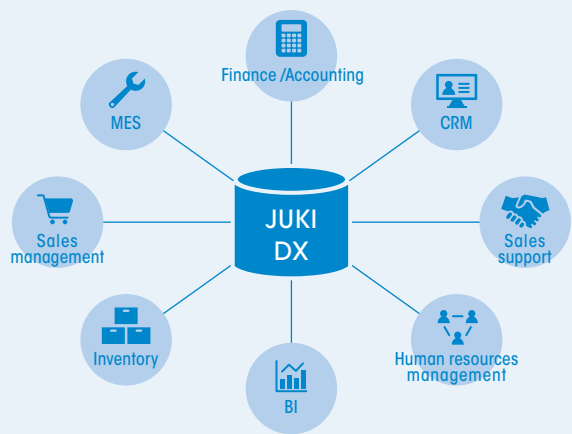 Finance /Accounting
MES
CRM
JUKI
DX
Sales
management
Sales
support
Inventory
Human resources
management
BI